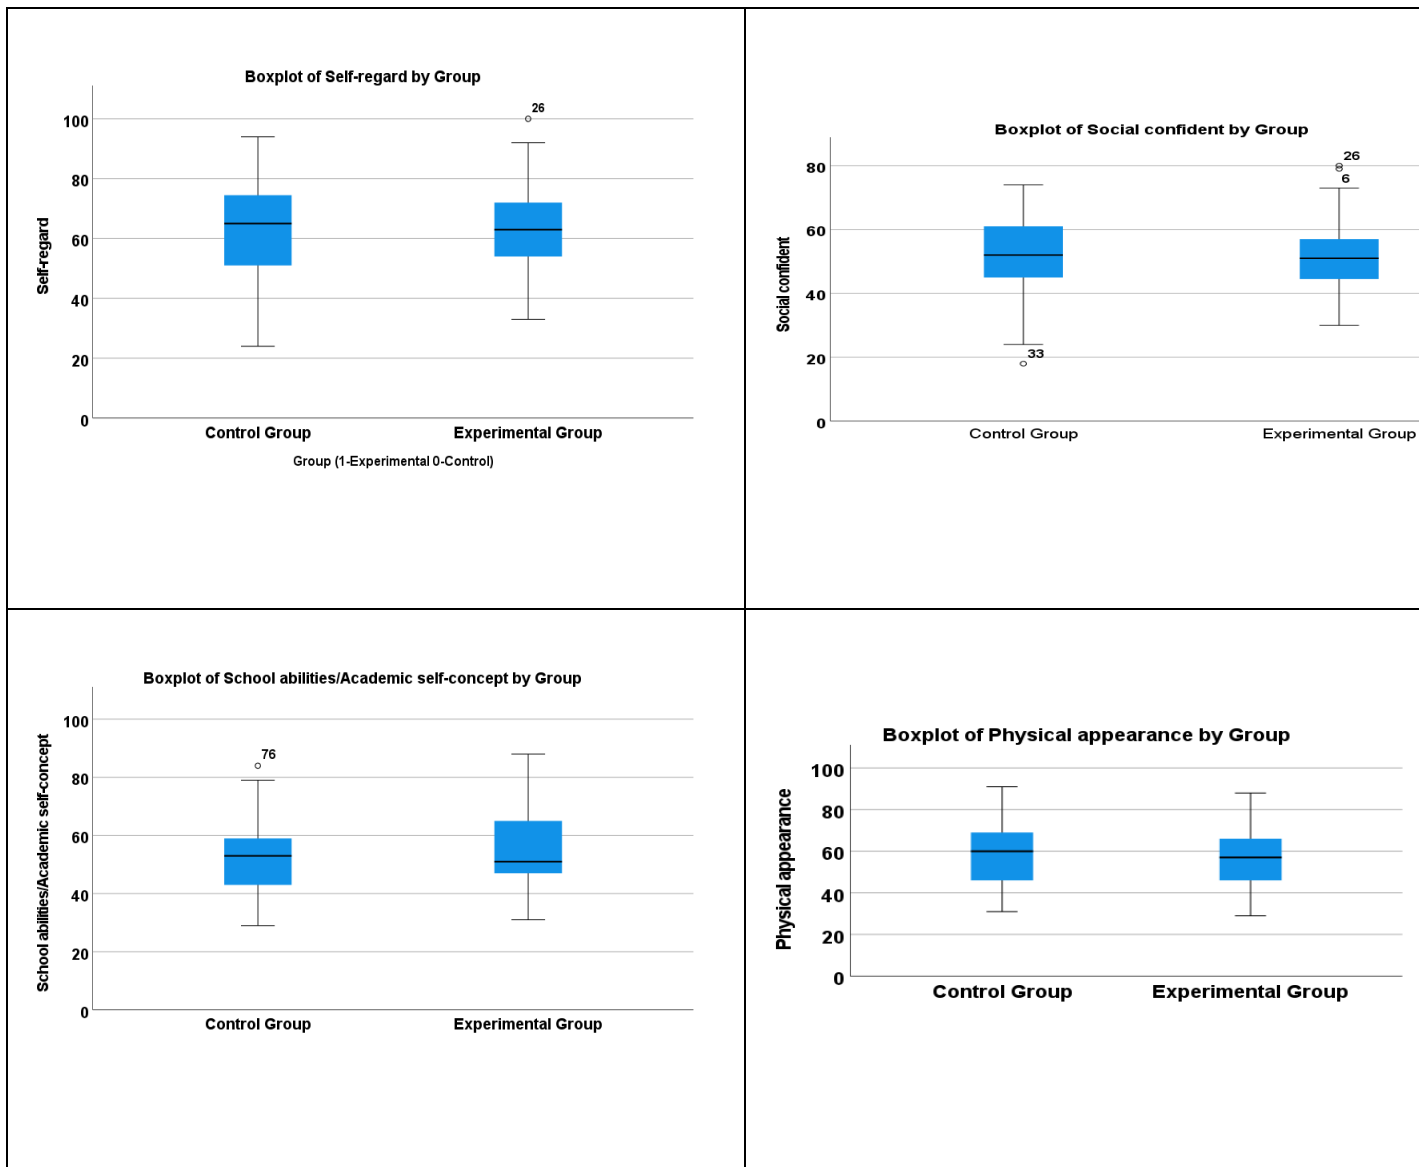 Boxplot of Self-regard by Group
26
100
80
60
40
20
0
Self-regard
Control Group
Experimental Group
Group (1-Experimental 0-Control)
Boxplot of Social confident by Group
26
6
80
60
40
33
20
0
Social confident
Control Group
Experimental Group
Boxplot of School abilities/Academic self-concept by Group
100
76
80
60
40
20
0
School abilities/Academic self-concept
Control Group
Experimental Group
Boxplot of Physical appearance by Group
100
80
60
40
20
0
Physical appearance
Control Group
Experimental Group